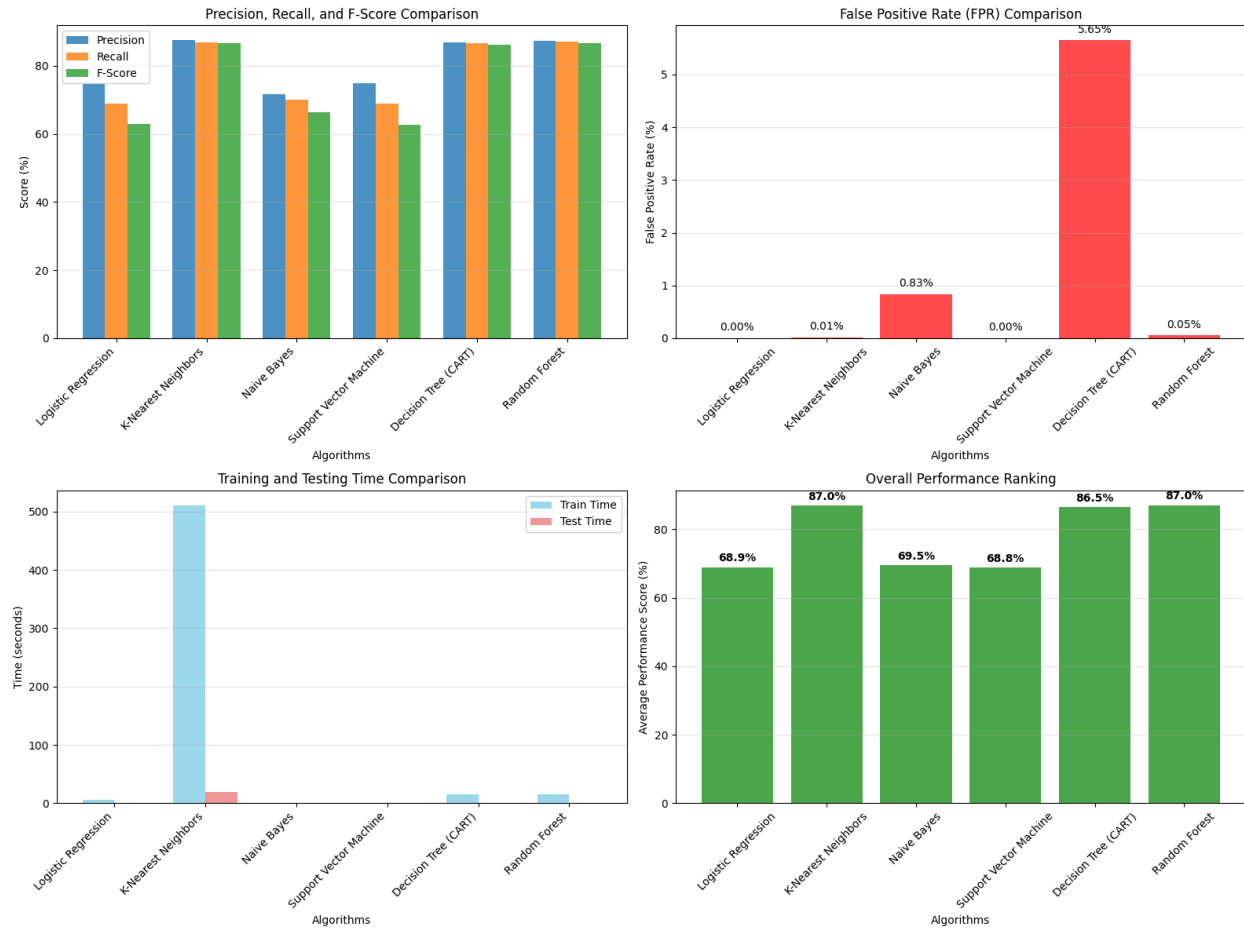 Precision, Recall, and F-Score Comparison
Precision
Recall
F-Score
Score (%)
80
60
40
20
0
Logistic Regression
K-Nearest Neighbors
Naive Bayes
Support Vector Machine
Decision Tree (CART)
Random Forest
Algorithms
False Positive Rate (FPR) Comparison
False Positive Rate (%)
5
4
3
2
1
0
0.00%
0.01%
0.83%
0.00%
5.65%
0.05%
Logistic Regression
K-Nearest Neighbors
Naive Bayes
Support Vector Machine
Decision Tree (CART)
Random Forest
Algorithms
Training and Testing Time Comparison
Train Time
Test Time
Time (seconds)
500
400
300
200
100
0
Logistic Regression
K-Nearest Neighbors
Naive Bayes
Support Vector Machine
Decision Tree (CART)
Random Forest
Algorithms
Overall Performance Ranking
Average Performance Score (%)
80
60
40
20
0
68.9%
87.0%
69.5%
68.8%
86.5%
87.0%
Logistic Regression
K-Nearest Neighbors
Naive Bayes
Support Vector Machine
Decision Tree (CART)
Random Forest
Algorithms